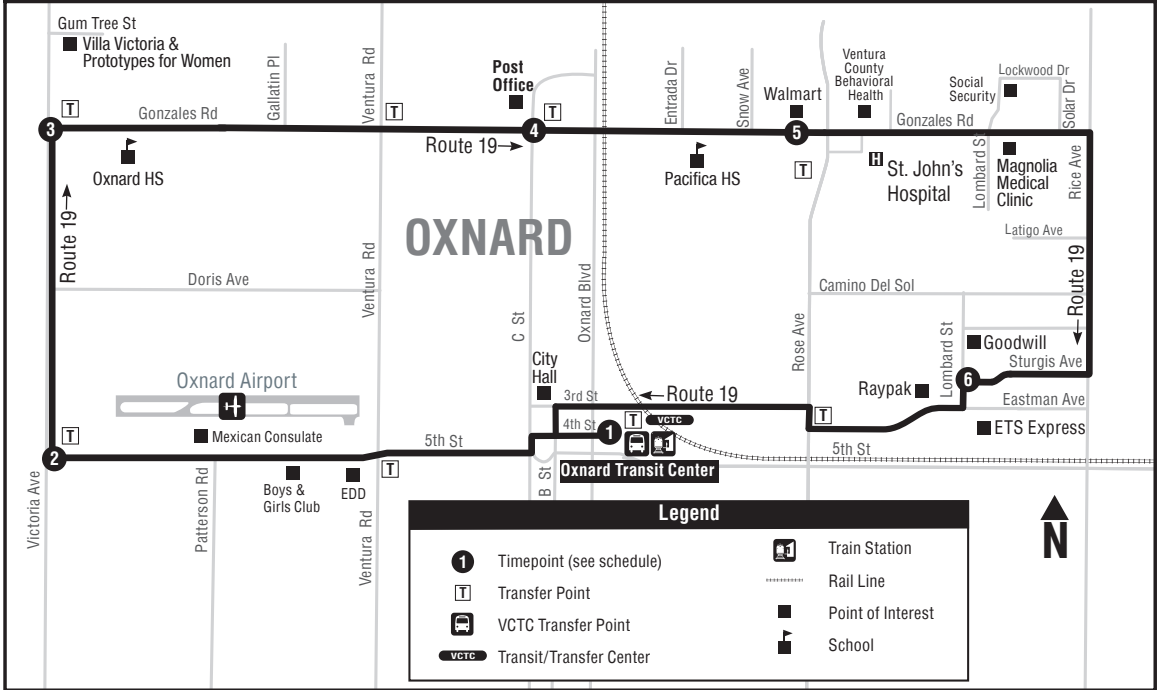 Gum Tree St
Villa Victoria &
Prototypes for Women
T
3
Gonzales Rd
Gallatin Pl
Ventura Rd
T
Post
Office
T
4
Route 19
Oxnard HS
Entrada Dr
Snow Ave
Walmart
5
T
Pacifica HS
Ventura
County
Behavioral
Health
Gonzales Rd
Social
Security
Lockwood Dr
Solar Dr
H
St. John's
Hospital
Lombard St
Magnolia
Medical
Clinic
Rice Ave
Latigo Ave
Route 19
Route 19
OXNARD
Doris Ave
Ventura Rd
C St
Oxnard Blvd
Rose Ave
Camino Del Sol
Lombard St
Goodwill
Sturgis Ave
6
Raypak
Eastman Ave
ETS Express
Oxnard Airport
Mexican Consulate
City
Hall
3rd St
Route 19
4th St
1
T
VCTC
T
Oxnard Transit Center
5th St
T
2
5th St
T
Boys &
Girls Club
EDD
Victoria Ave
Patterson Rd
Ventura Rd
B St
N
Legend
1 Timepoint (see schedule)
T Transfer Point
VCTC Transfer Point
VCTC Transit/Transfer Center
Train Station
Rail Line
Point of Interest
School